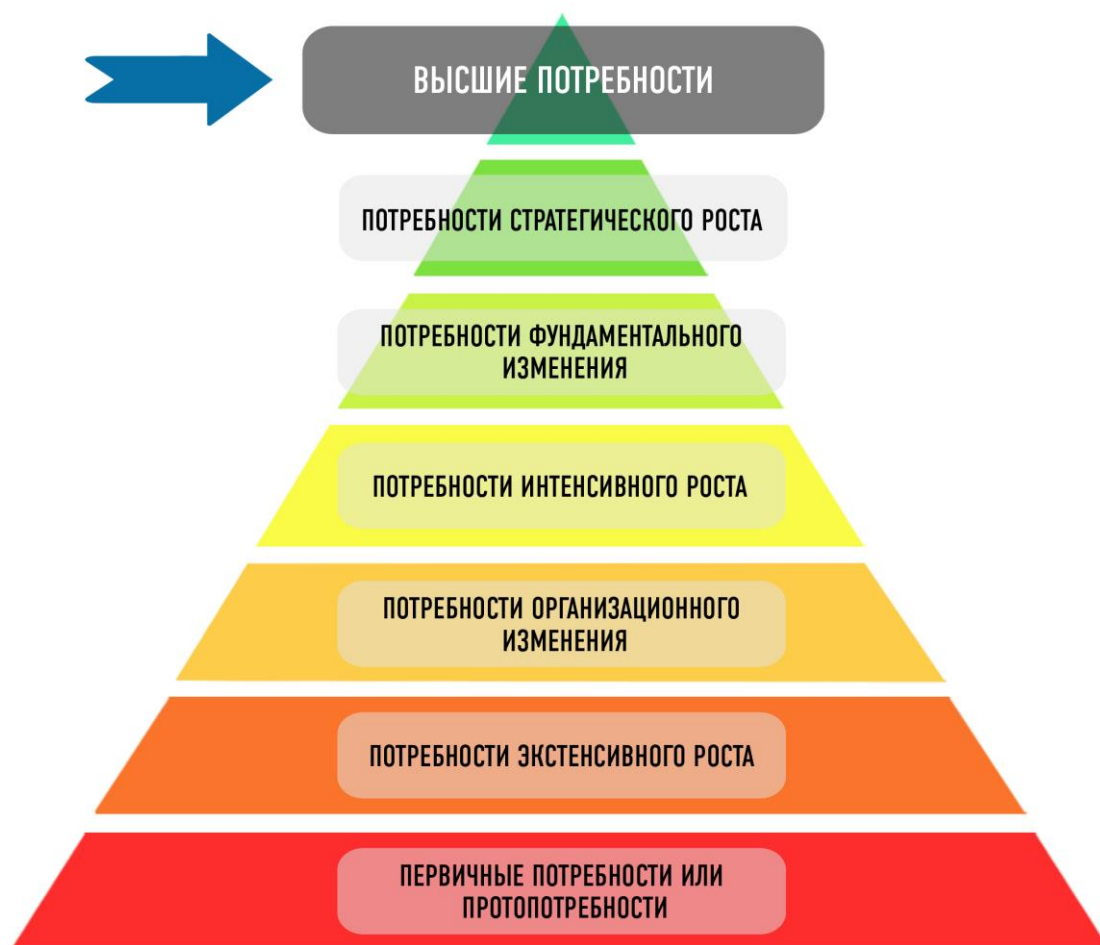 ВЫСШИЕ ПОТРЕБНОСТИ
ПОТРЕБНОСТИ СТРАТЕГИЧЕСКОГО РОСТА
ПОТРЕБНОСТИ ФУНДАМЕНТАЛЬНОГО
ИЗМЕНЕНИЯ
ПОТРЕБНОСТИ ИНТЕНСИВНОГО РОСТА
ПОТРЕБНОСТИ ОРГАНИЗАЦИОННОГО
ИЗМЕНЕНИЯ
ПОТРЕБНОСТИ ЭКСТЕНСИВНОГО РОСТА
ПЕРВИЧНЫЕ ПОТРЕБНОСТИ ИЛИ
ПРОТОПОТРЕБНОСТИ